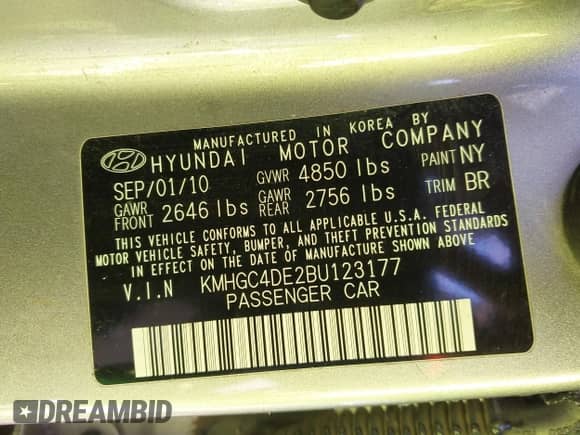 MANUFACTURED IN KOREA BY
HYUNDAI MOTOR COMPANY
SEP/01/10 GVWR 4850 lbs PAINT NY
GAWR FRONT 2646 lbs GAWR REAR 2756 lbs TRIM BR
THIS VEHICLE CONFORMS TO ALL APPLICABLE U.S.A. FEDERAL
MOTOR VEHICLE SAFETY, BUMPER, AND THEFT PREVENTION STANDARDS
IN EFFECT ON THE DATE OF MANUFACTURE SHOWN ABOVE
V.I.N KMHGC4DE2BU123177
PASSENGER CAR
DREAMBID